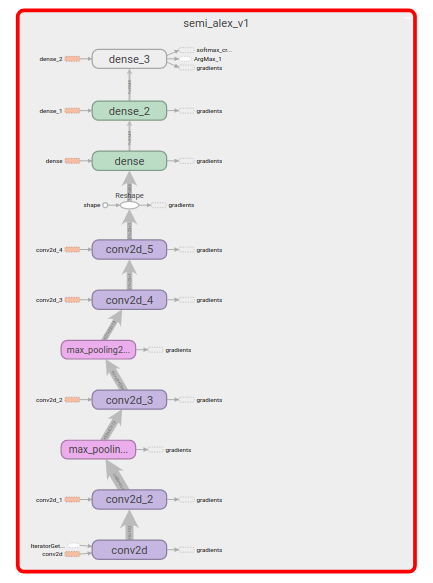 semi_alex_v1
dense_2 dense_3 softmax_cr...
ArgMax_1
gradients
dense_1 dense_2 gradients
dense dense gradients
Reshape
shape gradients
conv2d_4 conv2d_5 gradients
conv2d_3 conv2d_4 gradients
max_pooling2... gradients
conv2d_2 conv2d_3 gradients
max_poolin... gradients
conv2d_1 conv2d_2 gradients
IteratorGet...
conv2d conv2d gradients